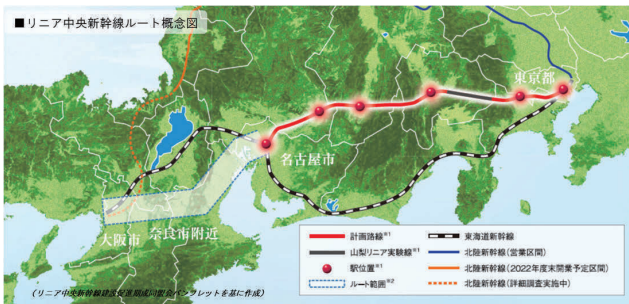 ■リニア中央新幹線ルート概念図
東京都
名古屋市
奈良市附近
大阪市
計画路線※1
山梨リニア実験線※1
駅位置※1
ルート範囲※2
東海道新幹線
北陸新幹線(営業区間)
北陸新幹線(2022年度末開業予定区間)
北陸新幹線(詳細調査実施中)
(リニア中央新幹線建設促進期成同盟会パンフレットを基に作成)